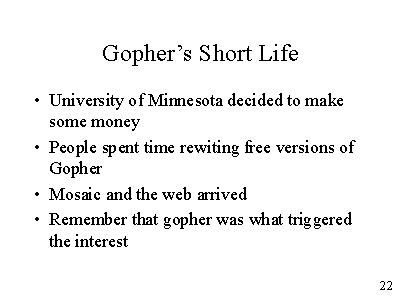 Gopher's Short Life
• University of Minnesota decided to make
some money
• People spent time rewiting free versions of
Gopher
• Mosaic and the web arrived
• Remember that gopher was what triggered
the interest
22